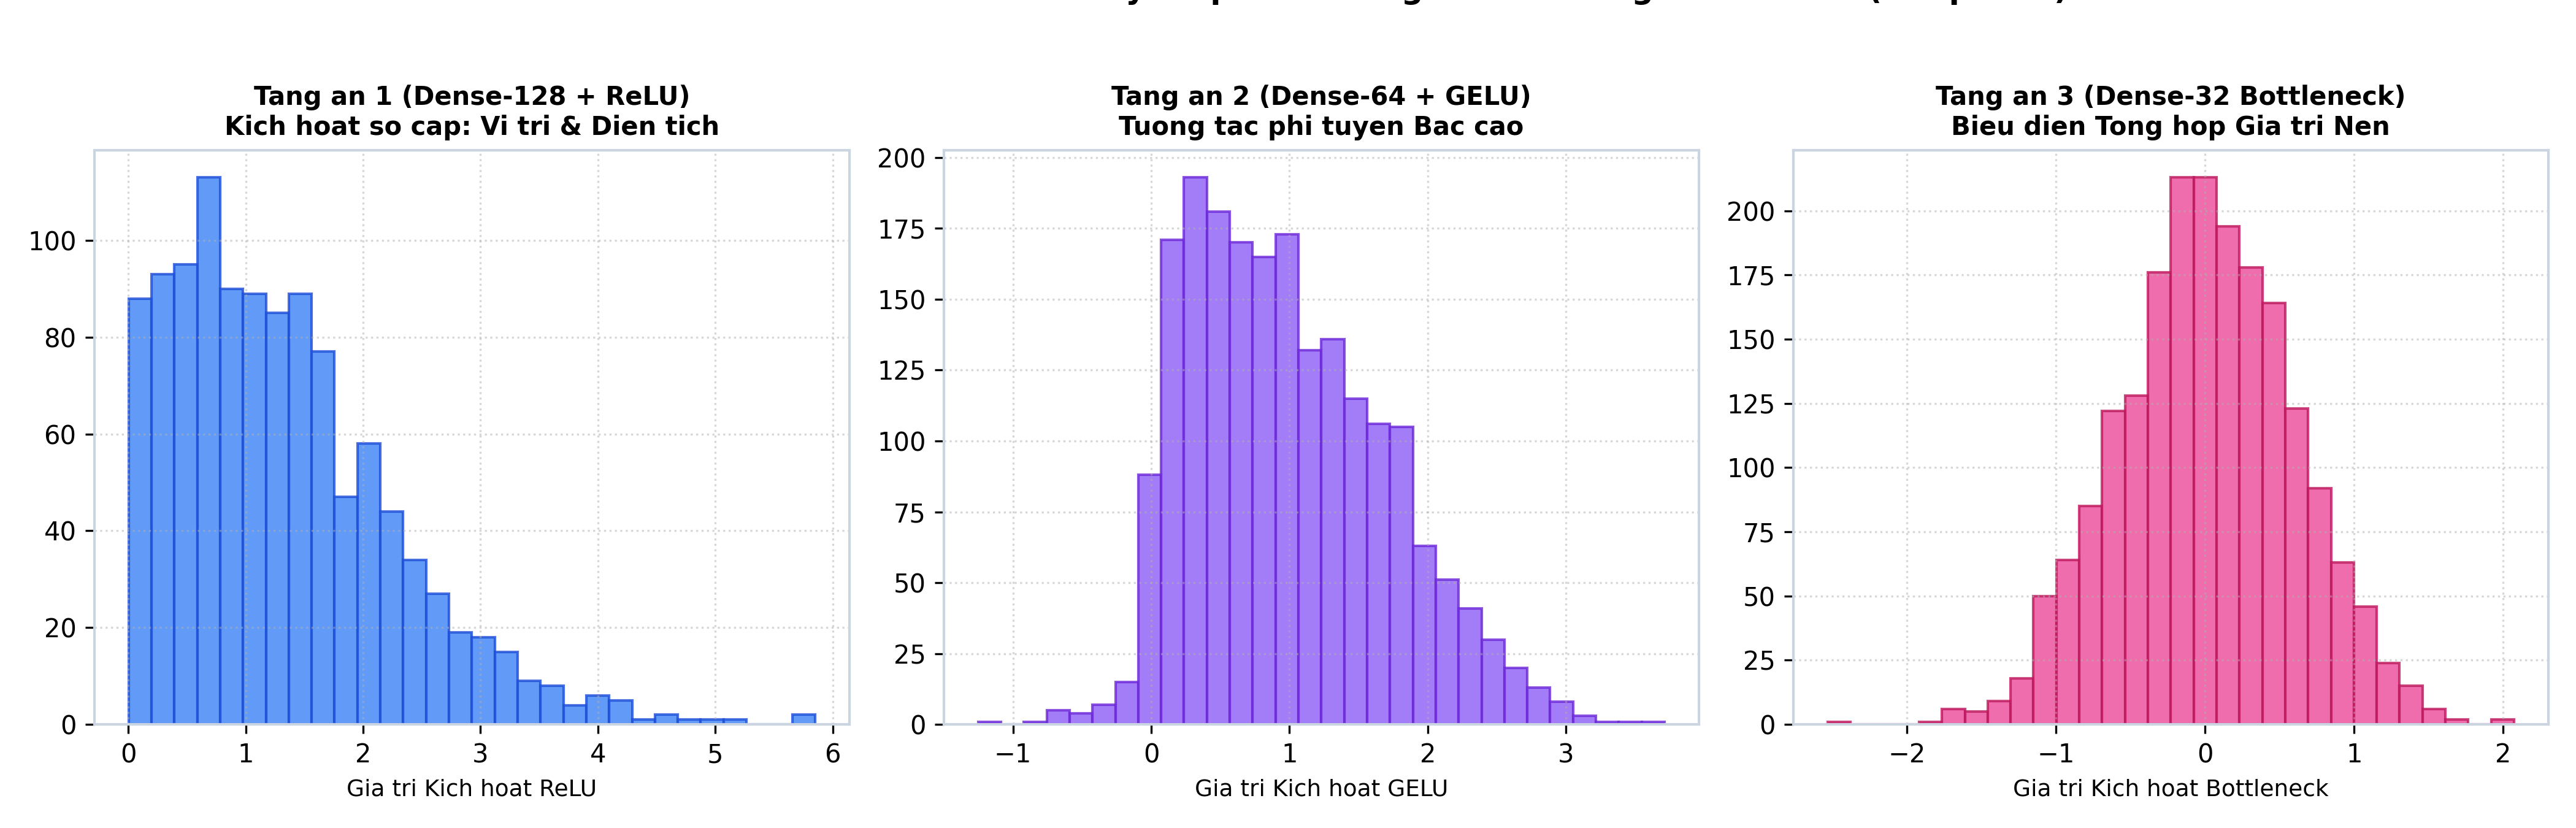 Tang an 1 (Dense-128 + ReLU)
Kich hoat so cap: Vi tri & Dien tich
100
80
60
40
20
0
0 1 2 3 4 5 6
Gia tri Kich hoat ReLU
Tang an 2 (Dense-64 + GELU)
Tuong tac phi tuyen Bac cao
200
175
150
125
100
75
50
25
0
−1 0 1 2 3
Gia tri Kich hoat GELU
Tang an 3 (Dense-32 Bottleneck)
Bieu dien Tong hop Gia tri Nen
200
175
150
125
100
75
50
25
0
−2 −1 0 1 2
Gia tri Kich hoat Bottleneck